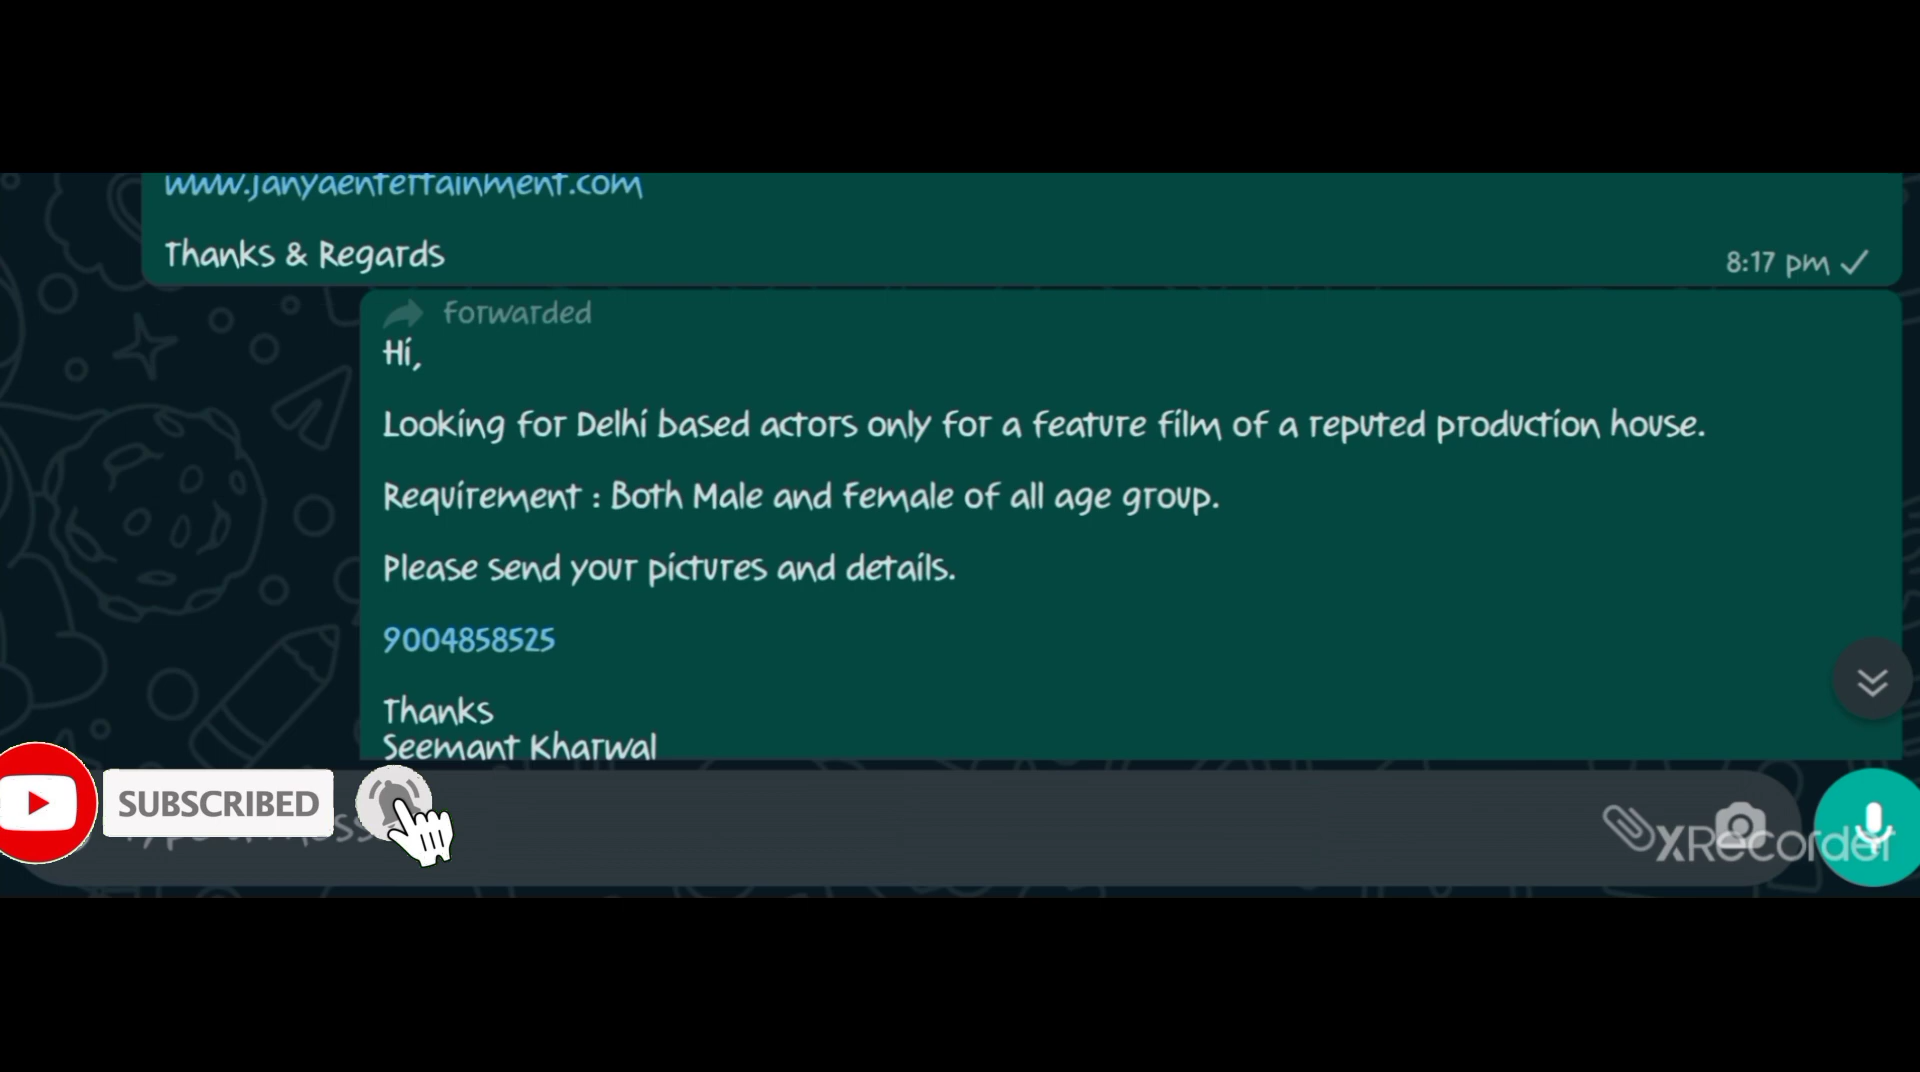 www.janyaentertainment.com
Thanks & Regards
8:17 pm
Forwarded
Hi,
Looking for Delhi based actors only for a feature film of a reputed production house.
Requirement : Both Male and Female of all age group.
Please send your pictures and details.
9004858525
Thanks
Seemant Kharwal
SUBSCRIBED
XRecorder